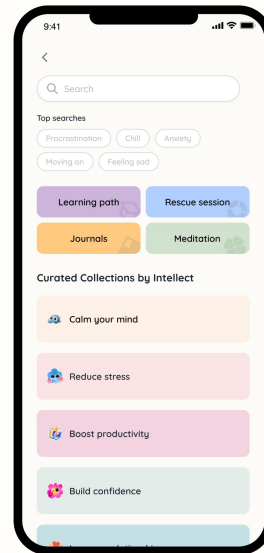 9:41
Search
Top searches
Procrastination Chill Anxiety
Moving on Feeling sad
Learning path Rescue session
Journals Meditation
Curated Collections by Intellect
Calm your mind
Reduce stress
Boost productivity
Build confidence